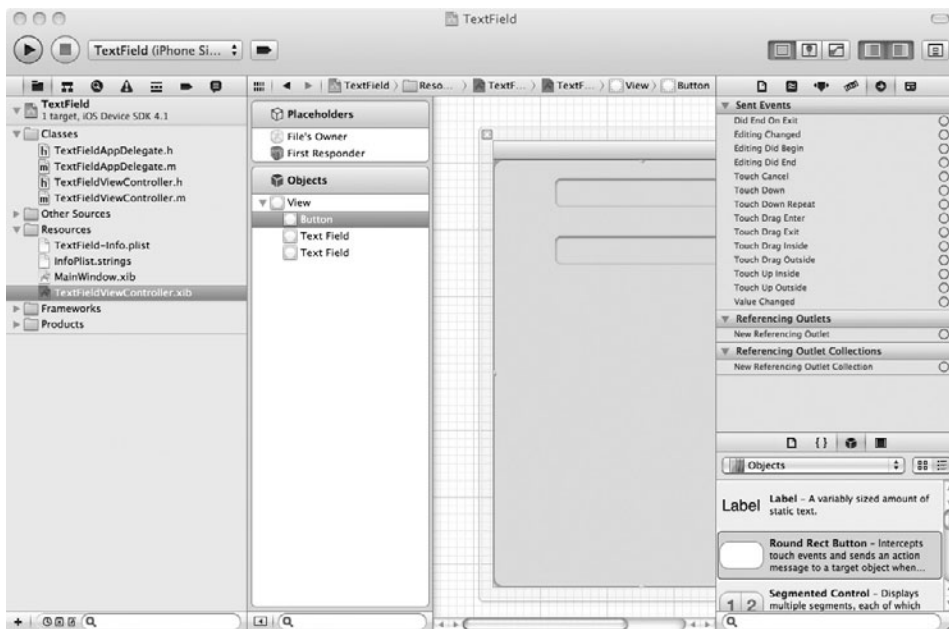 TextField
TextField (iPhone Si...
TextField
Reso...
TextF...
TextF...
View
Button
TextField
1 target, iOS Device SDK 4.1
Classes
TextFieldAppDelegate.h
TextFieldAppDelegate.m
TextFieldViewController.h
TextFieldViewController.m
Other Sources
Resources
TextField-Info.plist
InfoPlist.strings
MainWindow.xib
TextFieldViewController.xib
Frameworks
Products
Placeholders
File's Owner
First Responder
Objects
View
Button
Text Field
Text Field
Sent Events
Did End On Exit
Editing Changed
Editing Did Begin
Editing Did End
Touch Cancel
Touch Down
Touch Down Repeat
Touch Drag Enter
Touch Drag Exit
Touch Drag Inside
Touch Drag Outside
Touch Up Inside
Touch Up Outside
Value Changed
Referencing Outlets
New Referencing Outlet
Referencing Outlet Collections
New Referencing Outlet Collection
Objects
Label
Label – A variably sized amount of
static text.
Round Rect Button – Intercepts
touch events and sends an action
message to a target object when...
1 2
Segmented Control – Displays
multiple segments, each of which